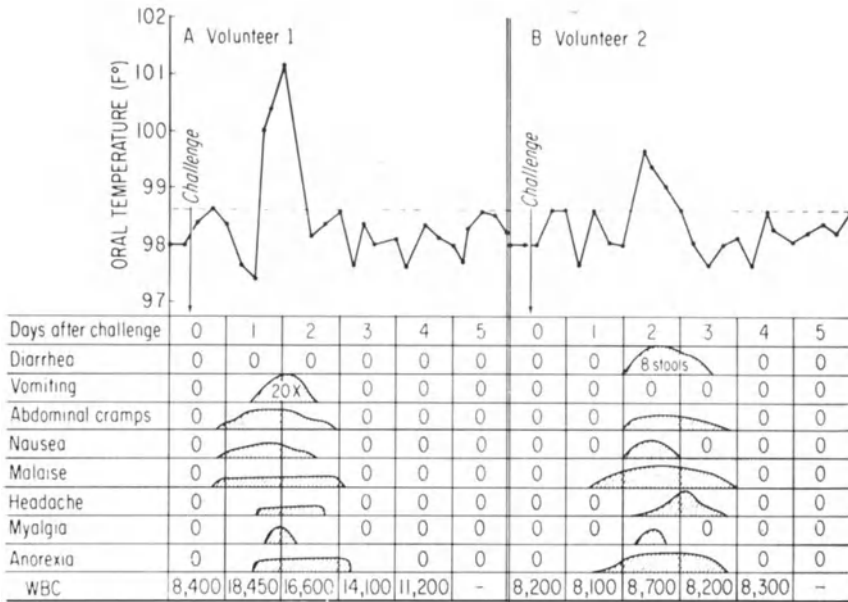 102
A Volunteer 1
B Volunteer 2
101
100
99
98
97
ORAL TEMPERATURE (F°)
Challenge
Challenge
Days after challenge 0 1 2 3 4 5 0 1 2 3 4 5
Diarrhea 0 0 0 0 0 0 0 0 8 stools 0 0
Vomiting 0 20X 0 0 0 0 0 0 0 0 0
Abdominal cramps 0 0 0 0 0 0 0 0 0
Nausea 0 0 0 0 0 0 0 0 0
Malaise 0 0 0 0 0 0 0 0
Headache 0 0 0 0 0 0 0 0
Myalgia 0 0 0 0 0 0 0 0 0
Anorexia 0 0 0 0 0 0
WBC 8,400 18,450 16,600 14,100 11,200 - 8,200 8,100 8,700 8,200 8,300 -